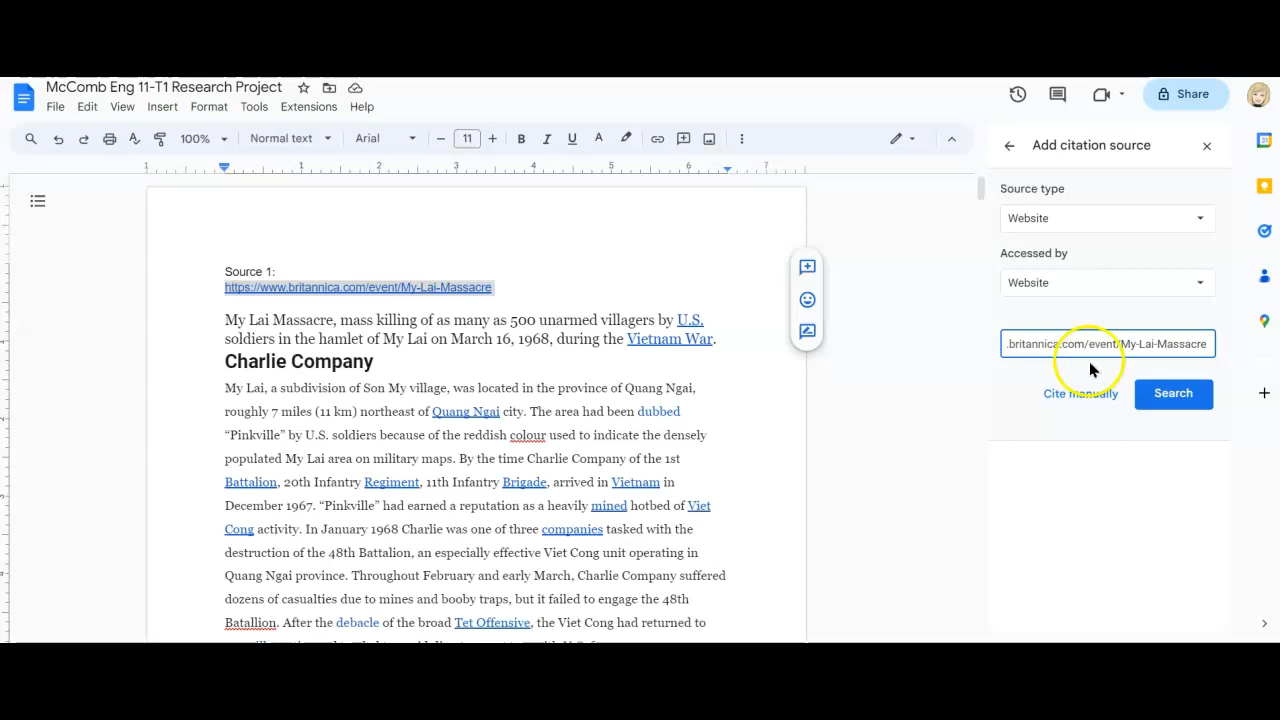 McComb Eng 11-T1 Research Project
File Edit View Insert Format Tools Extensions Help
Share
100% Normal text Arial 11
Add citation source
1 1 2 3 4 5 6 7
Source type
Website
Accessed by
Website
.britannica.com/event/My-Lai-Massacre
Cite manually Search
Source 1:
https://www.britannica.com/event/My-Lai-Massacre
My Lai Massacre, mass killing of as many as 500 unarmed villagers by U.S.
soldiers in the hamlet of My Lai on March 16, 1968, during the Vietnam War.
Charlie Company
My Lai, a subdivision of Son My village, was located in the province of Quang Ngai,
roughly 7 miles (11 km) northeast of Quang Ngai city. The area had been dubbed
“Pinkville” by U.S. soldiers because of the reddish colour used to indicate the densely
populated My Lai area on military maps. By the time Charlie Company of the 1st
Battalion, 20th Infantry Regiment, 11th Infantry Brigade, arrived in Vietnam in
December 1967. “Pinkville” had earned a reputation as a heavily mined hotbed of Viet
Cong activity. In January 1968 Charlie was one of three companies tasked with the
destruction of the 48th Battalion, an especially effective Viet Cong unit operating in
Quang Ngai province. Throughout February and early March, Charlie Company suffered
dozens of casualties due to mines and booby traps, but it failed to engage the 48th
Batallion. After the debacle of the broad Tet Offensive, the Viet Cong had returned to